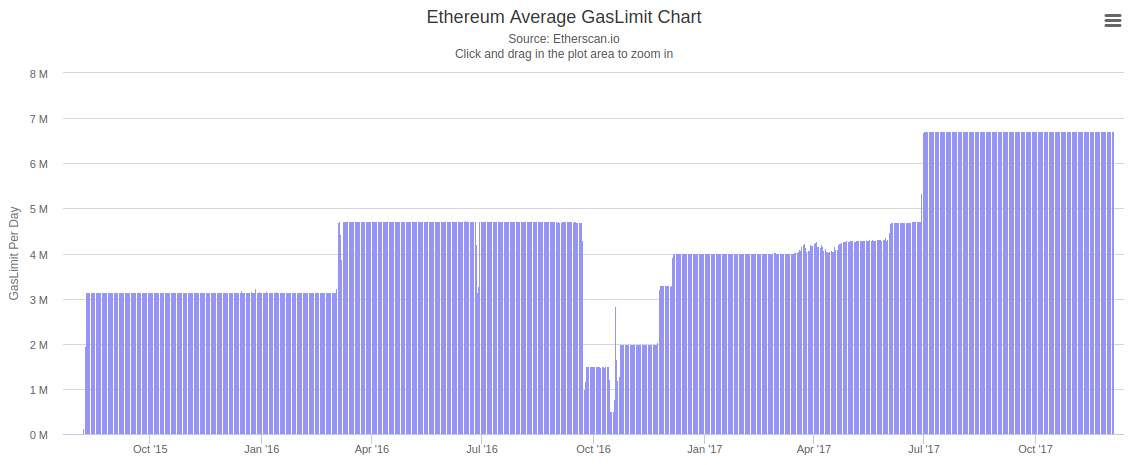 Ethereum Average GasLimit Chart
Source: Etherscan.io
Click and drag in the plot area to zoom in
GasLimit Per Day
8 M
7 M
6 M
5 M
4 M
3 M
2 M
1 M
0 M
Oct '15
Jan '16
Apr '16
Jul '16
Oct '16
Jan '17
Apr '17
Jul '17
Oct '17